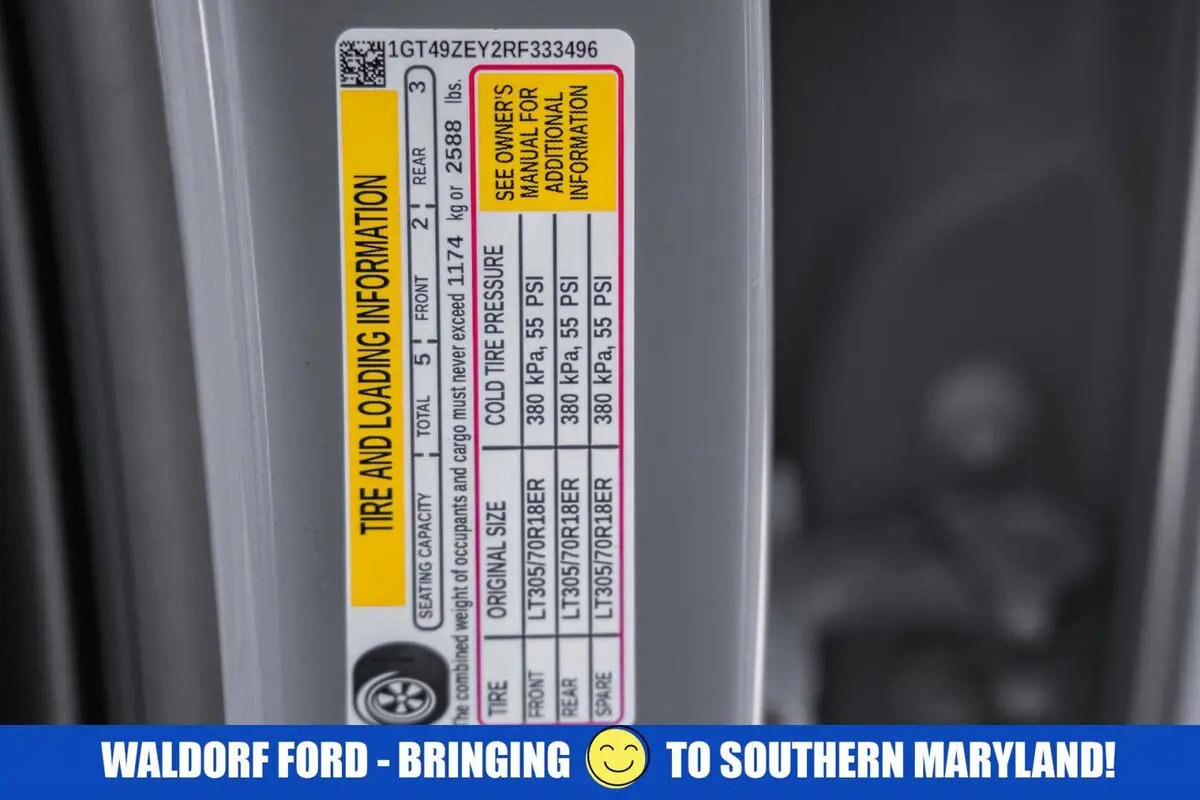 1GT49ZEY2RF333496
TIRE AND LOADING INFORMATION
SEATING CAPACITY TOTAL 5 FRONT 2 REAR 3
The combined weight of occupants and cargo must never exceed 1174 kg or 2588 lbs.
TIRE ORIGINAL SIZE COLD TIRE PRESSURE
FRONT LT305/70R18ER 380 kPa, 55 PSI
REAR LT305/70R18ER 380 kPa, 55 PSI
SPARE LT305/70R18ER 380 kPa, 55 PSI
SEE OWNER'S
MANUAL FOR
ADDITIONAL
INFORMATION
WALDORF FORD - BRINGING 😊 TO SOUTHERN MARYLAND!